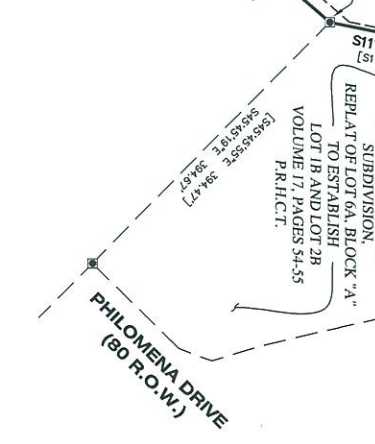 S11
[S1
SUBDIVISION,
REPLAT OF LOT 6A, BLOCK "A"
TO ESTABLISH
LOT 1B AND LOT 2B
VOLUME 17, PAGES 54-55
P.R.H.C.T.
[S45°45'55"E 394.47']
S45°45'19"E 394.67'
PHILOMENA DRIVE
(80 R.O.W.)